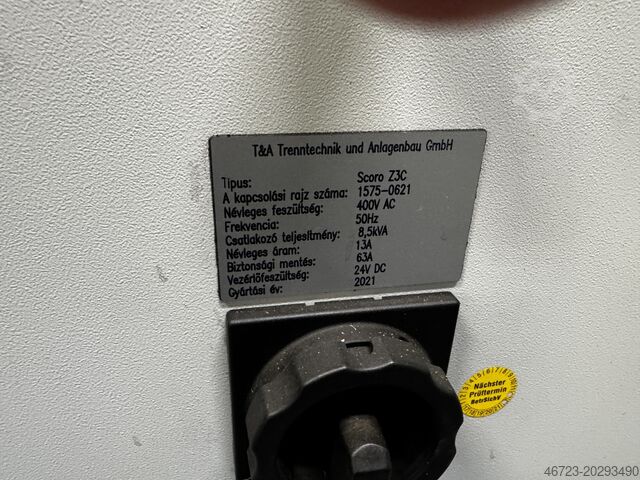 T&A Trenntechnik und Anlagenbau GmbH
Típus: Scoro Z3C
A kapcsolási rajz száma: 1575-0621
Névleges feszültség: 400V AC
Frekvencia: 50Hz
Csatlakozó teljesítmény: 8,5kVA
Névleges áram: 13A
Biztonsági mentés: 63A
Vezérlőfeszültség: 24V DC
Gyártási év: 2021
Nächster
Prüftermin
BetrSichV
46723-20293490